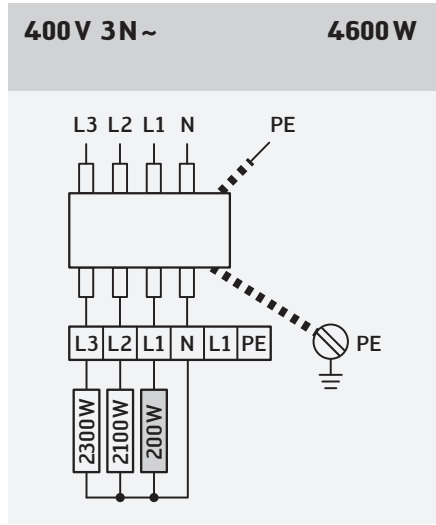 400V 3N~ 4600W
L3 L2 L1 N PE
L3 L2 L1 N L1 PE
PE
2300W 2100W 200W